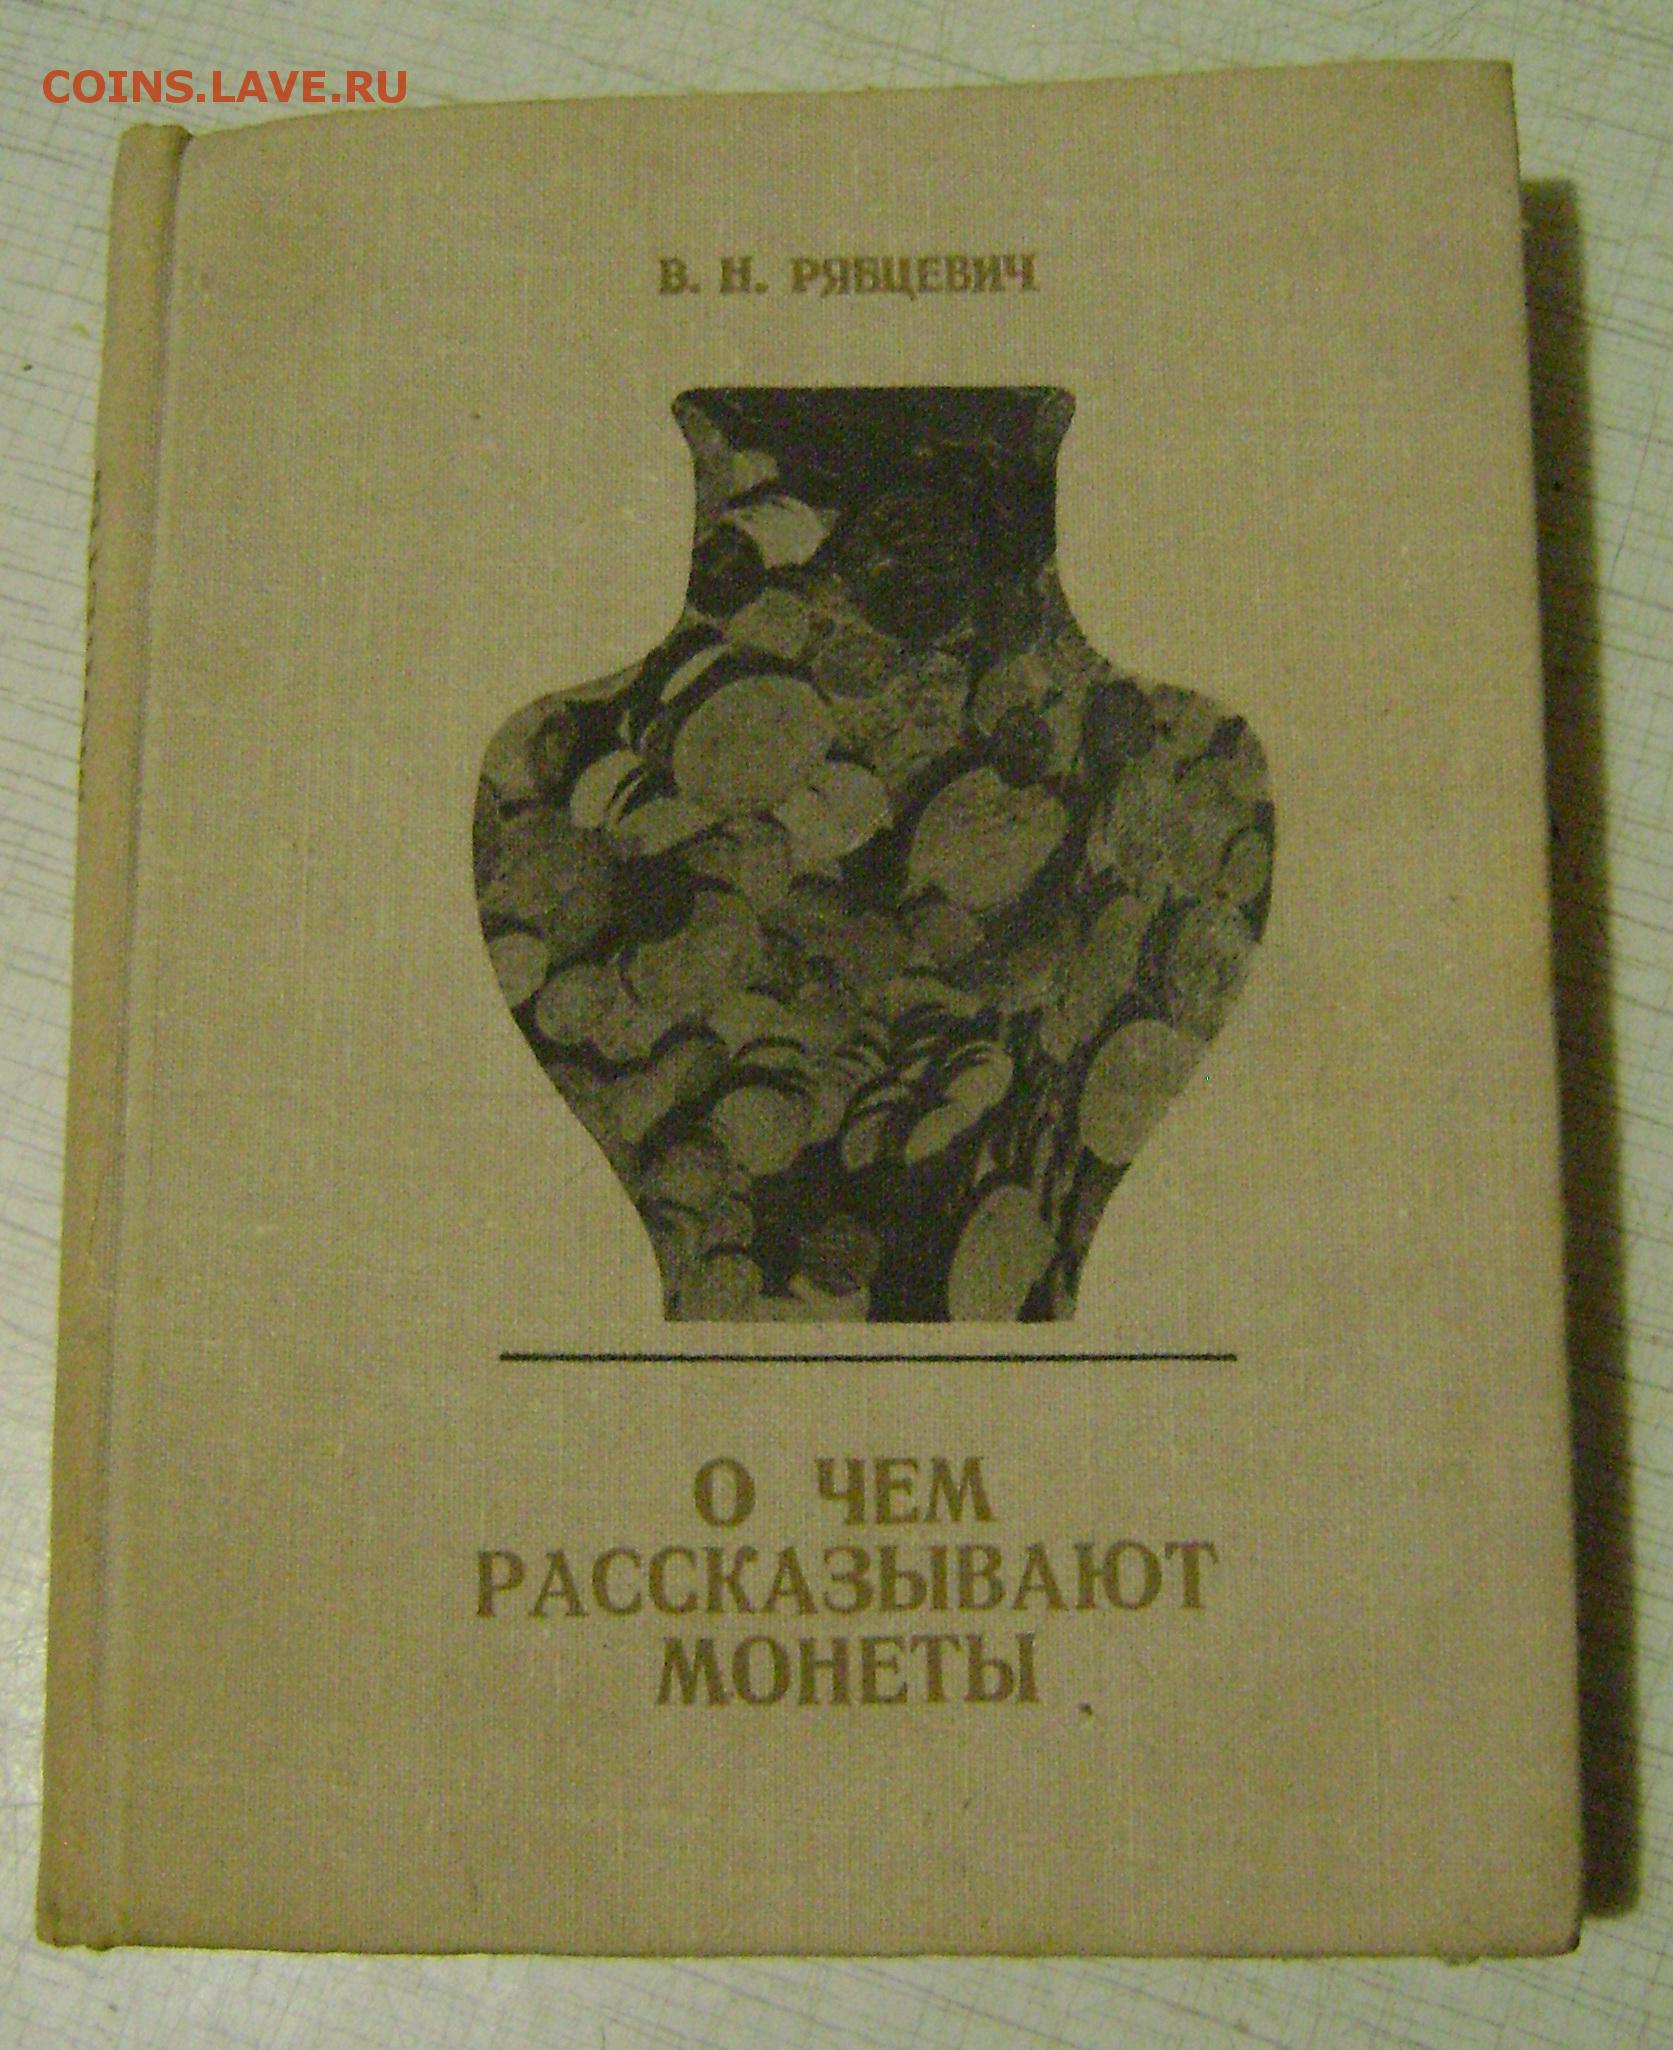 COINS.LAVE.RU
В. Н. РЯБЦЕВИЧ
О ЧЕМ
РАССКАЗЫВАЮТ
МОНЕТЫ